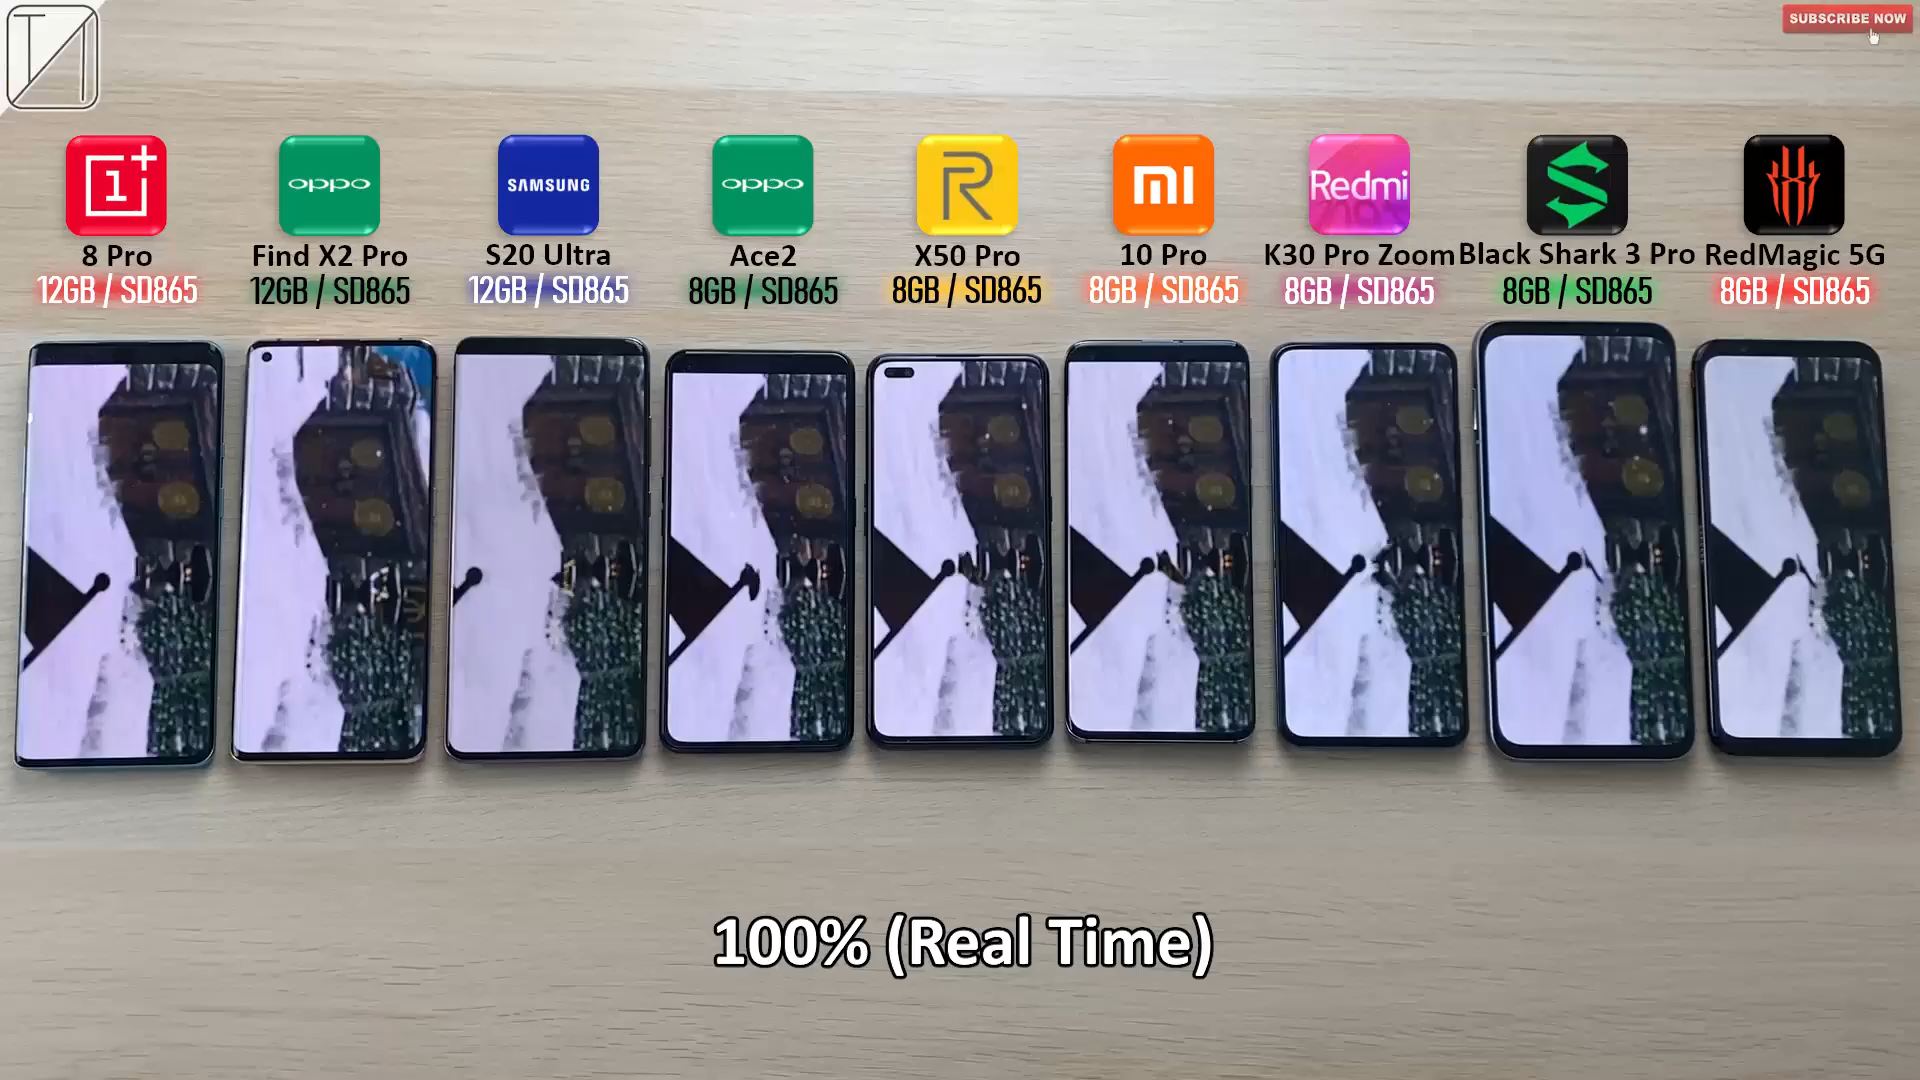 SUBSCRIBE NOW
1+
oppo
SAMSUNG
oppo
R
mi
Redmi
8 Pro
Find X2 Pro
S20 Ultra
Ace2
X50 Pro
10 Pro
K30 Pro Zoom
Black Shark 3 Pro
RedMagic 5G
12GB / SD865
12GB / SD865
12GB / SD865
8GB / SD865
8GB / SD865
8GB / SD865
8GB / SD865
8GB / SD865
8GB / SD865
100% (Real Time)